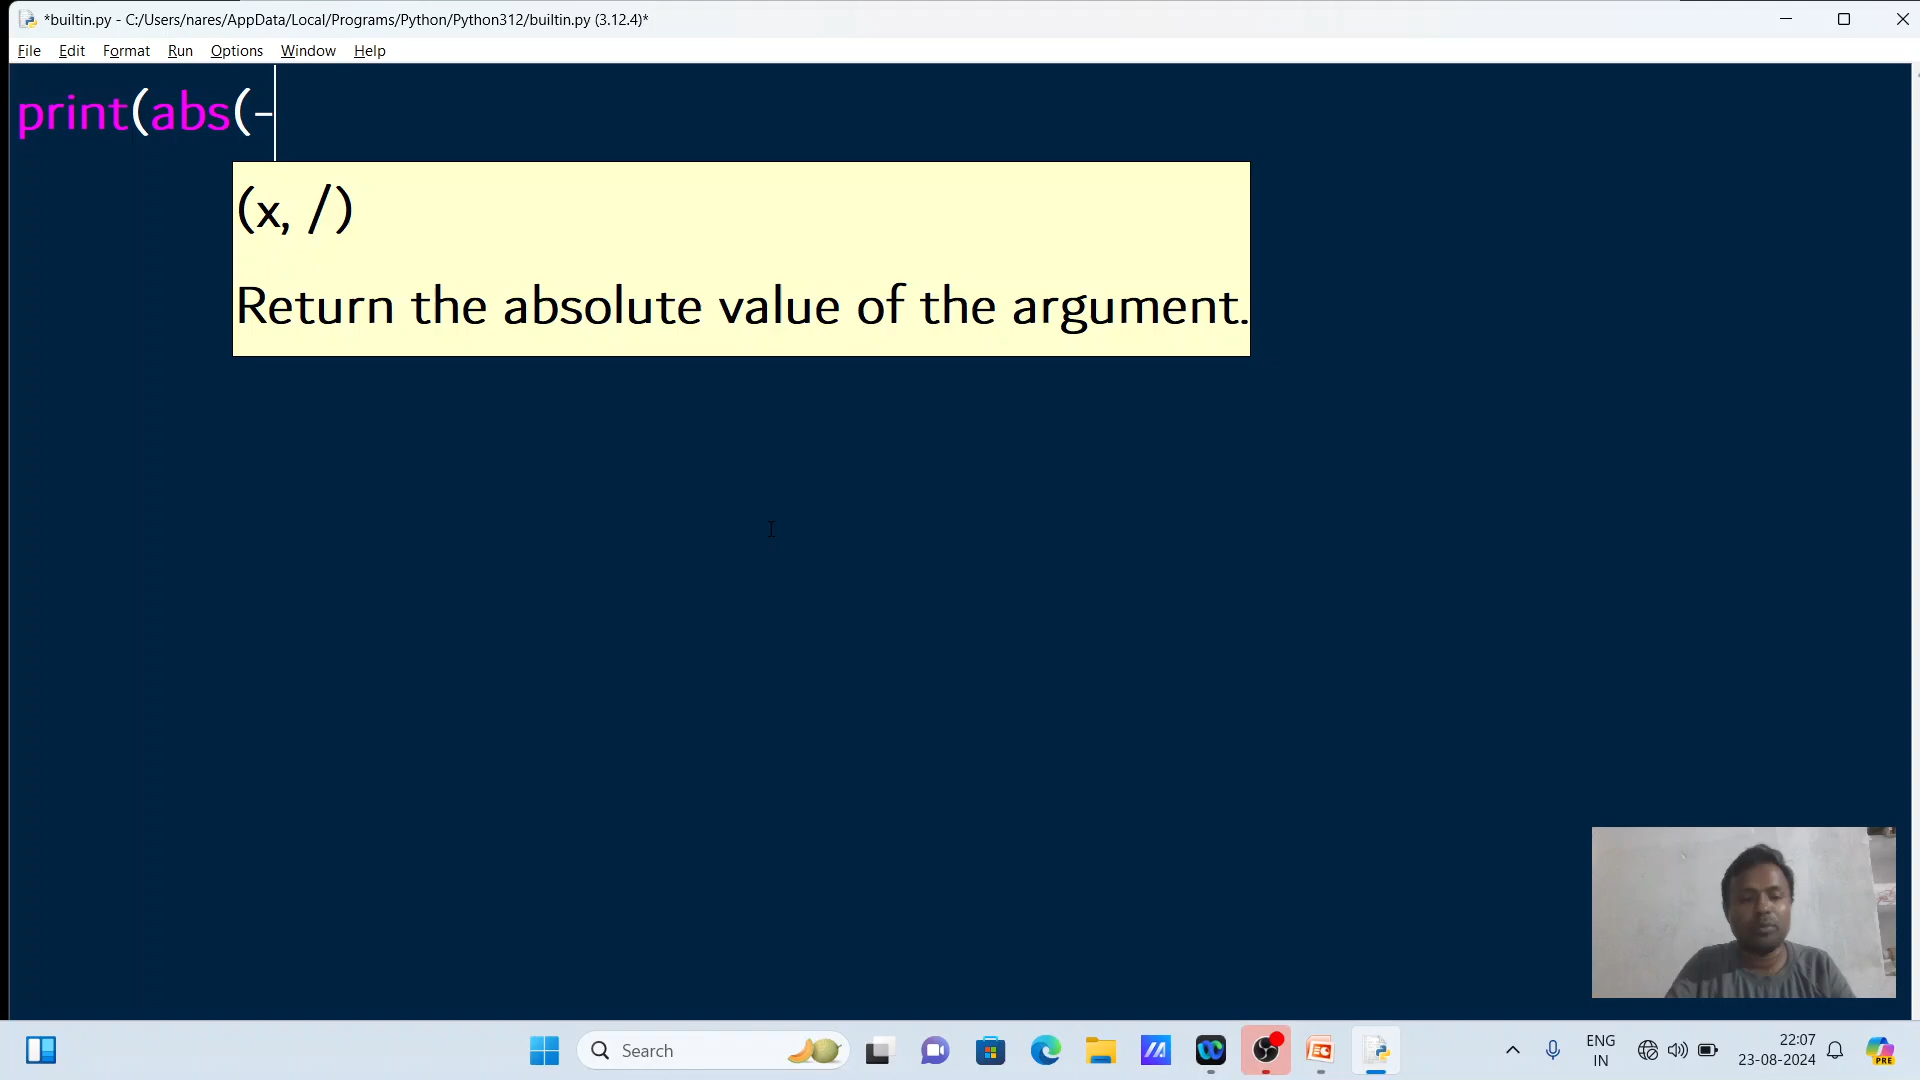 *builtin.py - C:/Users/nares/AppData/Local/Programs/Python/Python312/builtin.py (3.12.4)*
File Edit Format Run Options Window Help
print(abs(-
(x, /)
Return the absolute value of the argument.
Search
ENG
IN
22:07
23-08-2024
PRE